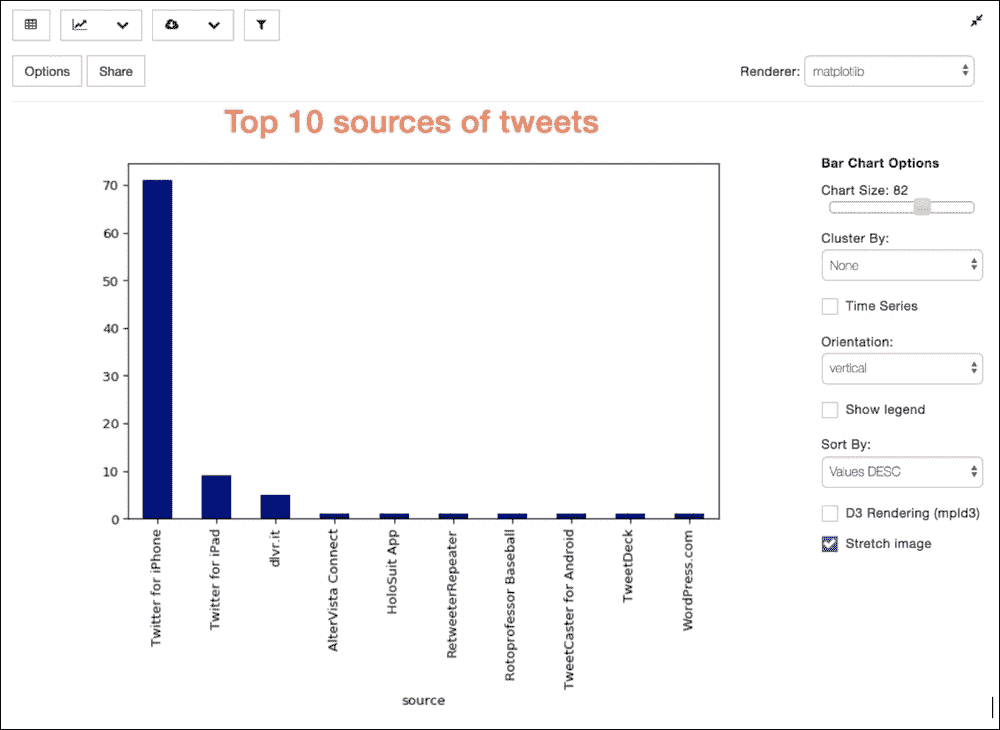 Options
Share
Renderer:
matplotlib
Top 10 sources of tweets
70
60
50
40
30
20
10
0
Twitter for iPhone
Twitter for iPad
dlvr.it
AlterVista Connect
HoloSuit App
RetweeterRepeater
Rotoprofessor Baseball
TweetCaster for Android
TweetDeck
WordPress.com
source
Bar Chart Options
Chart Size: 82
Cluster By:
None
Time Series
Orientation:
vertical
Show legend
Sort By:
Values DESC
D3 Rendering (mpld3)
Stretch image